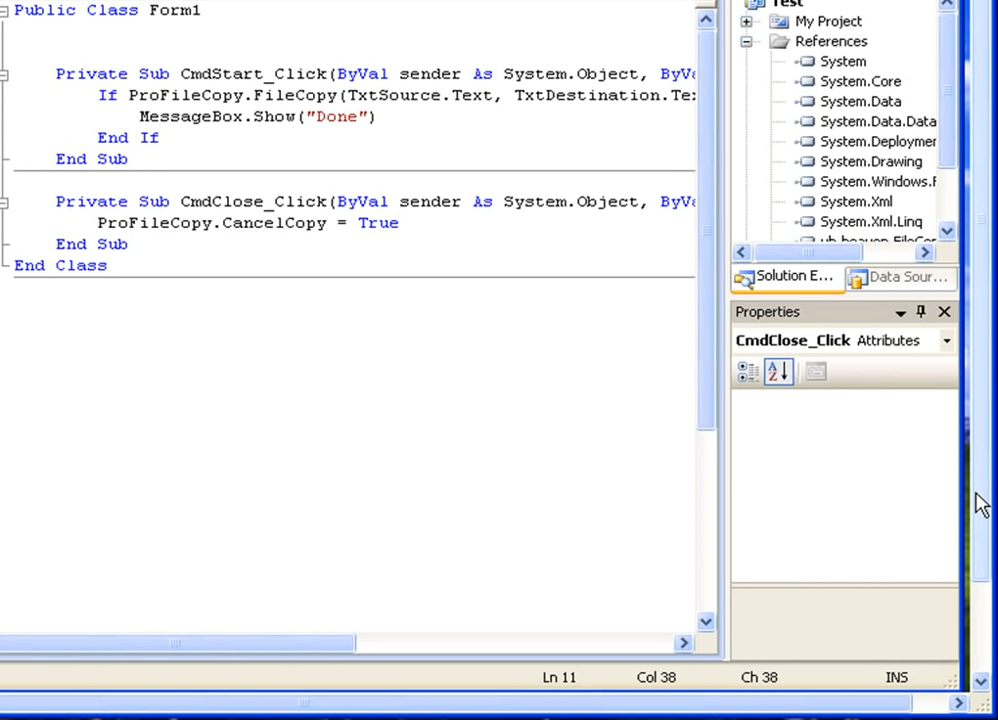 Public Class Form1
Private Sub CmdStart_Click(ByVal sender As System.Object, ByVa
If ProFileCopy.FileCopy(TxtSource.Text, TxtDestination.Tex
MessageBox.Show("Done")
End If
End Sub
Private Sub CmdClose_Click(ByVal sender As System.Object, ByVa
ProFileCopy.CancelCopy = True
End Sub
End Class
Test
My Project
References
System
System.Core
System.Data
System.Data.Data
System.Deploymer
System.Drawing
System.Windows.F
System.Xml
System.Xml.Linq
Solution E...
Data Sour...
Properties
CmdClose_Click Attributes
Ln 11 Col 38 Ch 38 INS